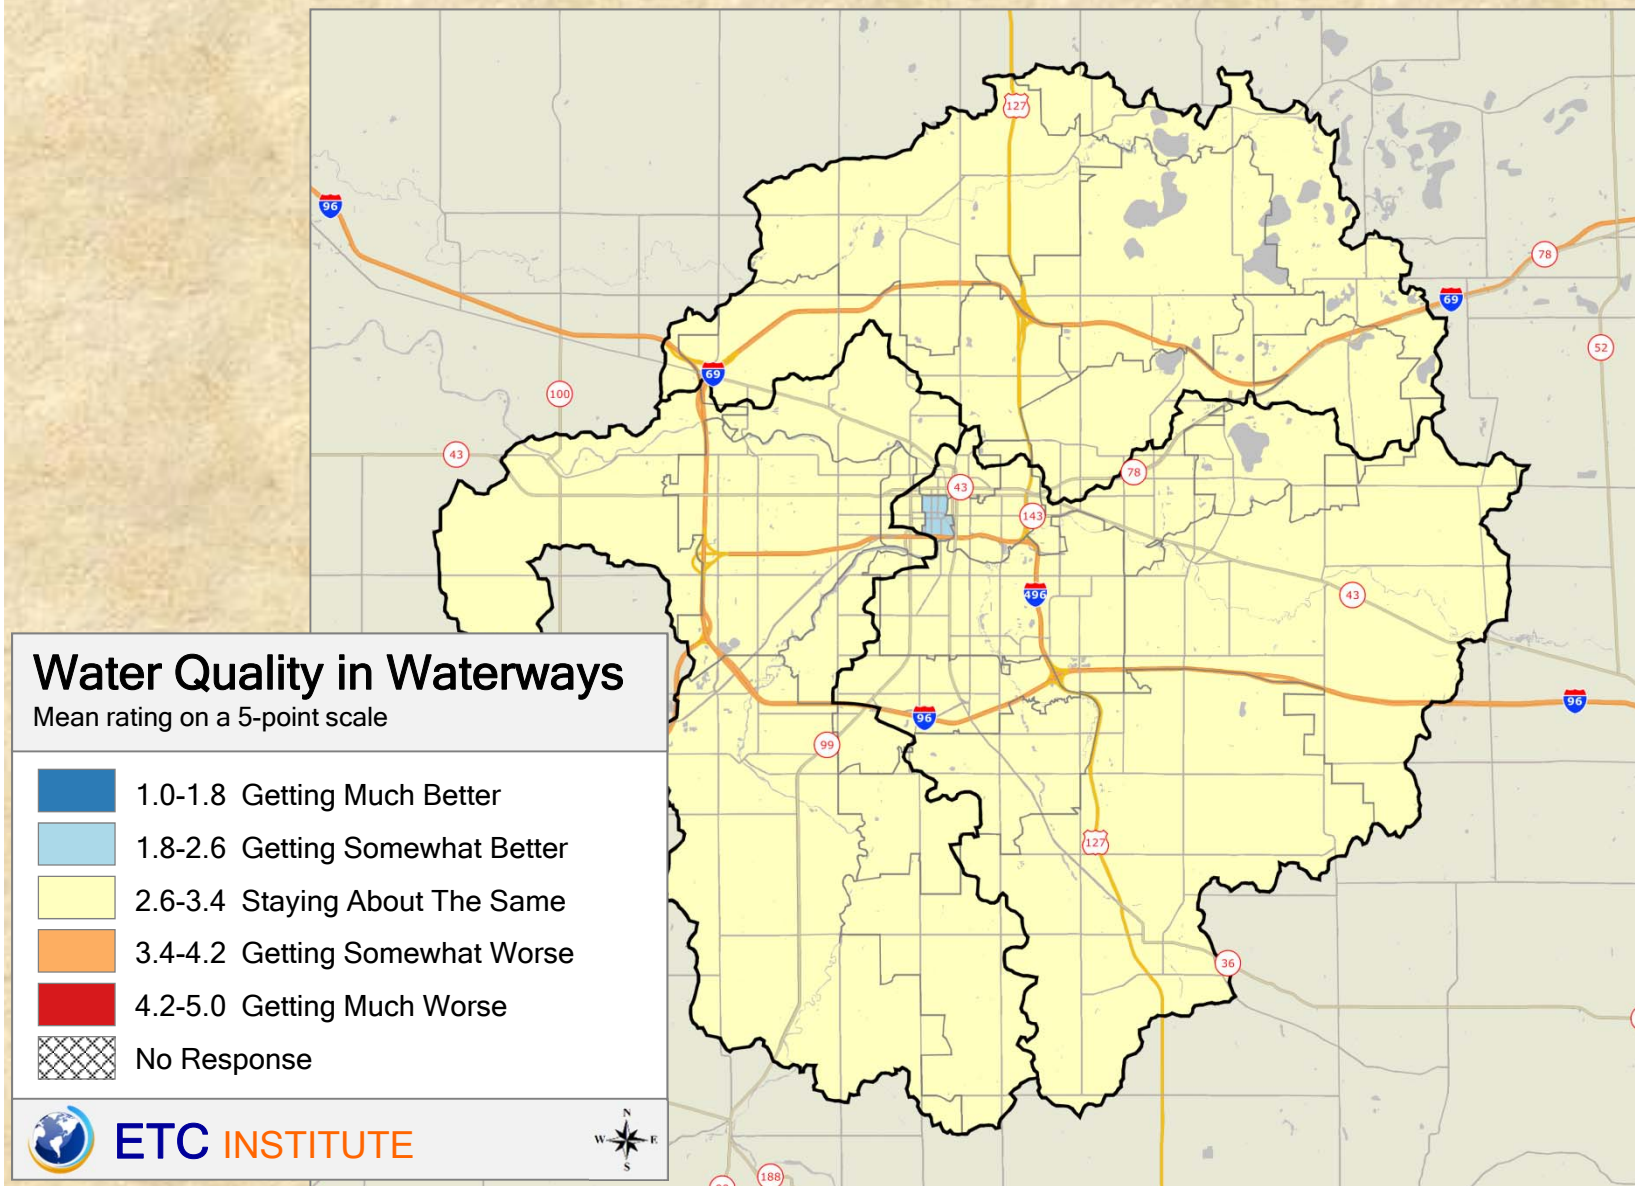 127
96
78
69
52
69
100
43
78
43
143
496
43
96
96
99
127
36
188
Water Quality in Waterways
Mean rating on a 5-point scale
1.0-1.8 Getting Much Better
1.8-2.6 Getting Somewhat Better
2.6-3.4 Staying About The Same
3.4-4.2 Getting Somewhat Worse
4.2-5.0 Getting Much Worse
No Response
ETC INSTITUTE
N
W E
S